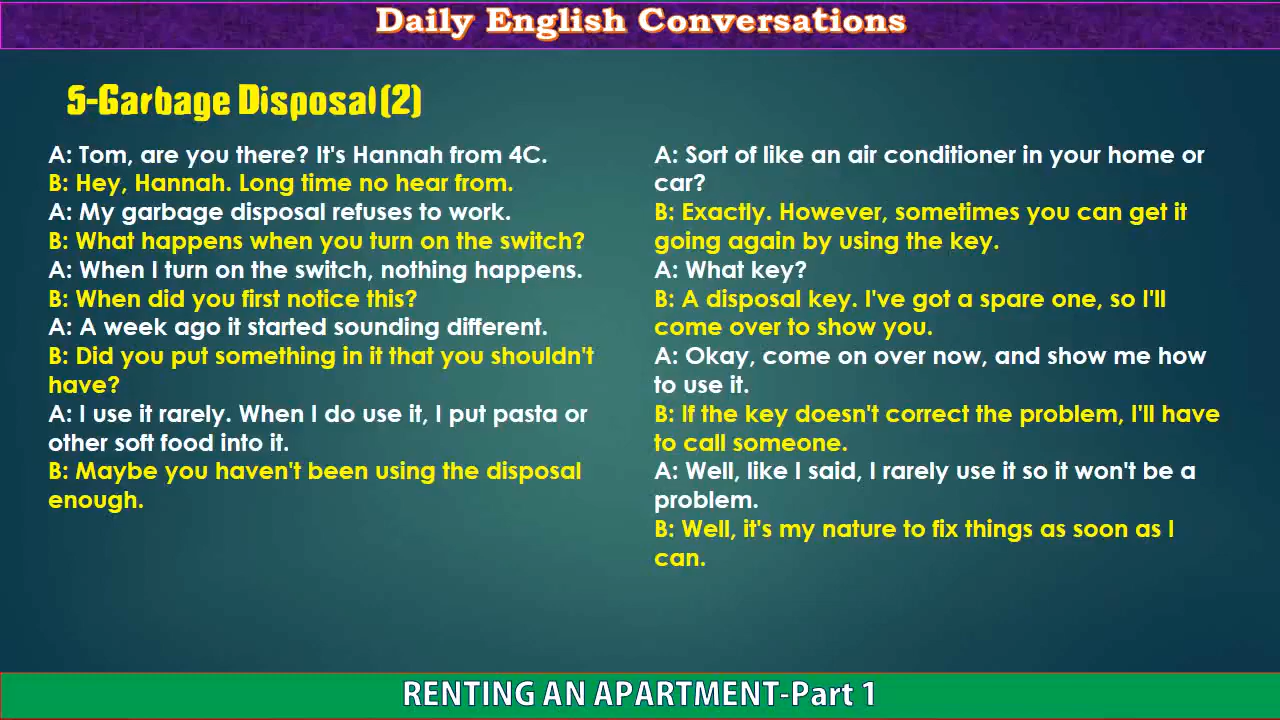 Daily English Conversations
5-Garbage Disposal(2)
A: Tom, are you there? It's Hannah from 4C.
B: Hey, Hannah. Long time no hear from.
A: My garbage disposal refuses to work.
B: What happens when you turn on the switch?
A: When I turn on the switch, nothing happens.
B: When did you first notice this?
A: A week ago it started sounding different.
B: Did you put something in it that you shouldn't
have?
A: I use it rarely. When I do use it, I put pasta or
other soft food into it.
B: Maybe you haven't been using the disposal
enough.
A: Sort of like an air conditioner in your home or
car?
B: Exactly. However, sometimes you can get it
going again by using the key.
A: What key?
B: A disposal key. I've got a spare one, so I'll
come over to show you.
A: Okay, come on over now, and show me how
to use it.
B: If the key doesn't correct the problem, I'll have
to call someone.
A: Well, like I said, I rarely use it so it won't be a
problem.
B: Well, it's my nature to fix things as soon as I
can.
RENTING AN APARTMENT-Part 1